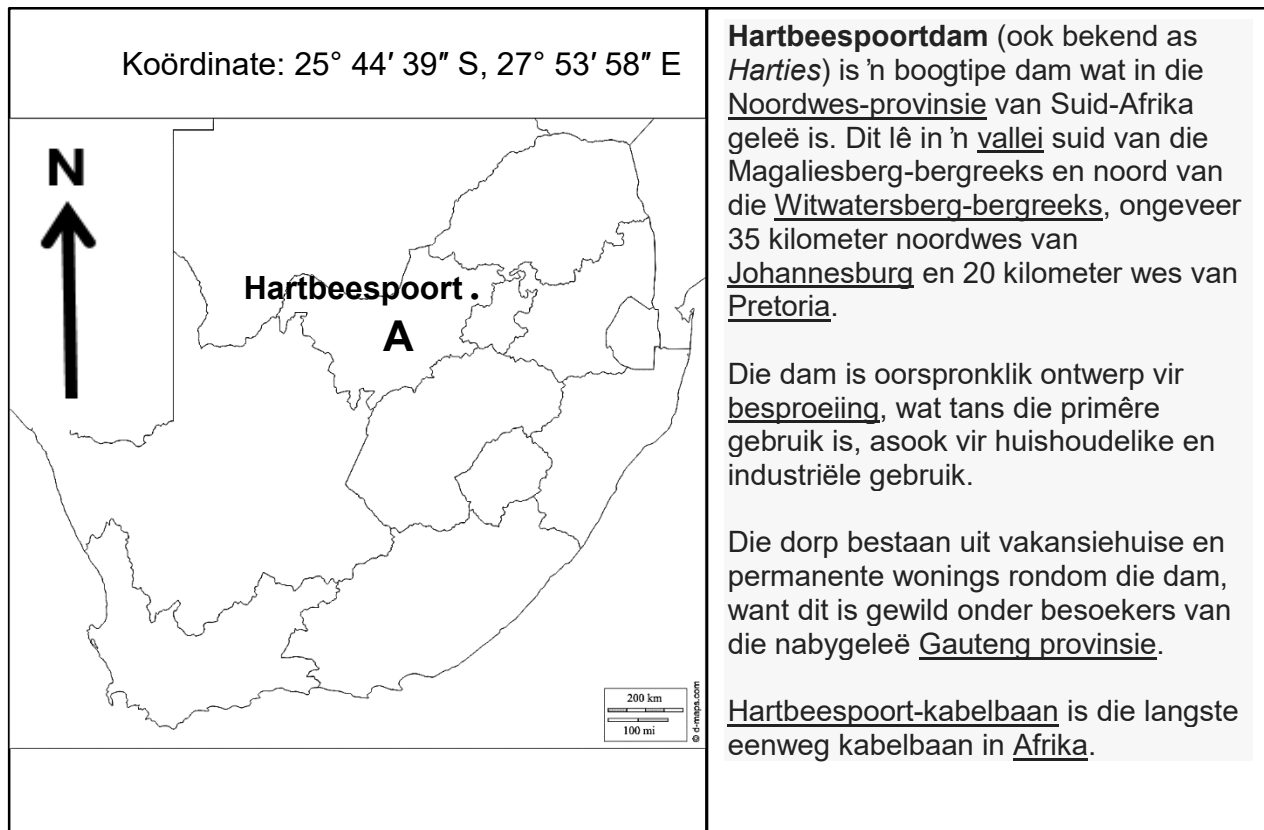 Koördinate: 25° 44′ 39″ S, 27° 53′ 58″ E
N
Hartbeespoort
A
200 km
100 mi
© d-maps.com
Hartbeespoortdam (ook bekend as
Harties) is ’n boogtipe dam wat in die
Noordwes-provinsie van Suid-Afrika
geleë is. Dit lê in ’n vallei suid van die
Magaliesberg-bergreeks en noord van
die Witwatersberg-bergreeks, ongeveer
35 kilometer noordwes van
Johannesburg en 20 kilometer wes van
Pretoria.
Die dam is oorspronklik ontwerp vir
besproeiing, wat tans die primêre
gebruik is, asook vir huishoudelike en
industriële gebruik.
Die dorp bestaan uit vakansiehuise en
permanente wonings rondom die dam,
want dit is gewild onder besoekers van
die nabygeleë Gauteng provinsie.
Hartbeespoort-kabelbaan is die langste
eenweg kabelbaan in Afrika.